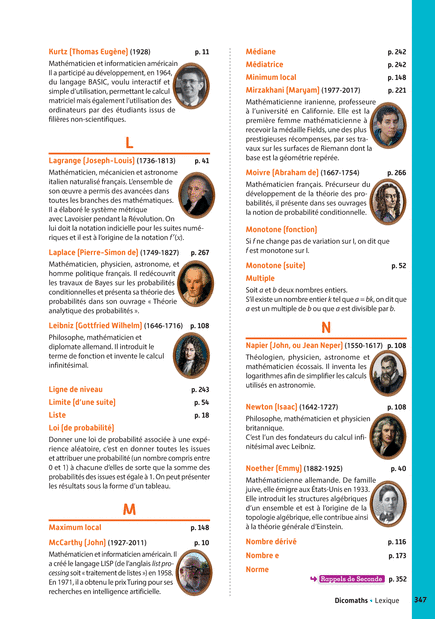 Kurtz [Thomas Eugène] (1928) p. 11
Mathématicien et informaticien américain
Il a participé au développement, en 1964,
du langage BASIC, voulu interactif et
simple d'utilisation, permettant le calcul
matriciel mais également l'utilisation des
ordinateurs par des étudiants issus de
filières non-scientifiques.
L
Lagrange [Joseph-Louis] (1736-1813) p. 41
Mathématicien, mécanicien et astronome
italien naturalisé français. L'ensemble de
son œuvre a permis des avancées dans
toutes les branches des mathématiques.
Il a élaboré le système métrique
avec Lavoisier pendant la Révolution. On
lui doit la notation indicielle pour les suites numé-
riques et il est à l'origine de la notation f'(x).
Laplace [Pierre-Simon de] (1749-1827) p. 267
Mathématicien, physicien, astronome, et
homme politique français. Il redécouvrit
les travaux de Bayes sur les probabilités
conditionnelles et présenta sa théorie des
probabilités dans son ouvrage « Théorie
analytique des probabilités ».
Leibniz [Gottfried Wilhelm] (1646-1716) p. 108
Philosophe, mathématicien et
diplomate allemand. Il introduit le
terme de fonction et invente le calcul
infinitésimal.
Ligne de niveau p. 243
Limite [d'une suite] p. 54
Liste p. 18
Loi [de probabilité]
Donner une loi de probabilité associée à une expé-
rience aléatoire, c'est en donner toutes les issues
et attribuer une probabilité (un nombre compris entre
0 et 1) à chacune d'elles de sorte que la somme des
probabilités des issues est égale à 1. On peut présenter
les résultats sous la forme d'un tableau.
M
Maximum local p. 148
McCarthy [John] (1927-2011) p. 10
Mathématicien et informaticien américain. Il
a créé le langage LISP (de l'anglais list pro-
cessing soit « traitement de listes ») en 1958.
En 1971, il a obtenu le prix Turing pour ses
recherches en intelligence artificielle.
Médiane p. 242
Médiatrice p. 242
Minimum local p. 148
Mirzakhani [Maryam] (1977-2017) p. 221
Mathématicienne iranienne, professeure
à l'université en Californie. Elle est la
première femme mathématicienne à
recevoir la médaille Fields, une des plus
prestigieuses récompenses, par ses tra-
vaux sur les surfaces de Riemann dont la
base est la géométrie repérée.
Moivre [Abraham de] (1667-1754) p. 266
Mathématicien français. Précurseur du
développement de la théorie des pro-
babilités, il présente dans ses ouvrages
la notion de probabilité conditionnelle.
Monotone [fonction]
Si f ne change pas de variation sur I, on dit que
f est monotone sur I.
Monotone [suite] p. 52
Multiple
Soit a et b deux nombres entiers.
S'il existe un nombre entier k tel que a = bk, on dit que
a est un multiple de b ou que a est divisible par b.
N
Napier [John, ou Jean Neper] (1550-1617) p. 108
Théologien, physicien, astronome et
mathématicien écossais. Il inventa les
logarithmes afin de simplifier les calculs
utilisés en astronomie.
Newton [Isaac] (1642-1727) p. 108
Philosophe, mathématicien et physicien
britannique.
C'est l'un des fondateurs du calcul infi-
nitésimal avec Leibniz.
Noether [Emmy] (1882-1925) p. 40
Mathématicienne allemande. De famille
juive, elle émigre aux États-Unis en 1933.
Elle introduit les structures algébriques
d'un ensemble et est à l'origine de la
topologie algébrique, elle contribue ainsi
à la théorie générale d'Einstein.
Nombre dérivé p. 116
Nombre e p. 173
Norme
Rappels de Seconde p. 352
Dicomaths • Lexique 347